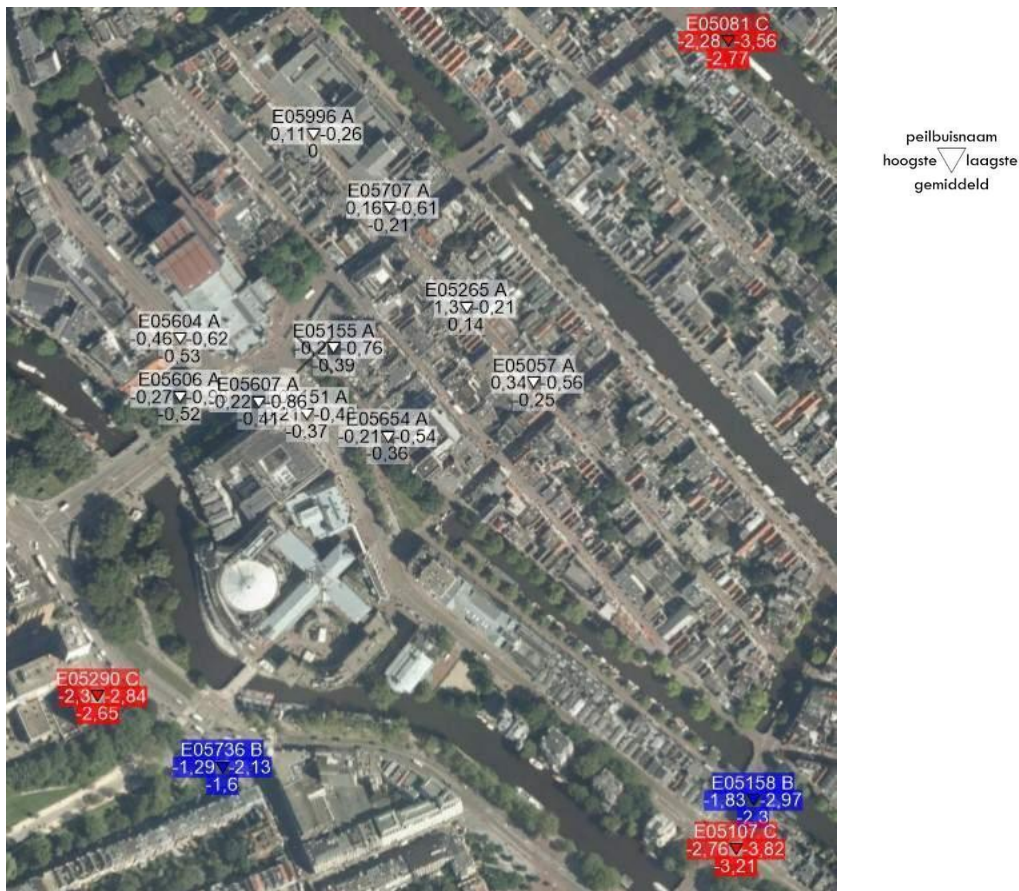 E05081 C
-2,28 -3,56
-2,77
peilbuisnaam
hoogste laagste
gemiddeld
E05996 A
0,11 -0,26
0
E05707 A
0,16 -0,61
-0,21
E05265 A
1,3 -0,21
0,14
E05604 A
-0,46 -0,62
-0,53
E05155 A
-0,76
-0,39
E05057 A
0,34 -0,56
-0,25
E05606 A
-0,27
-0,52
E05607 A
0,22 -0,86
-0,41
51 A
-0,37
E05654 A
-0,21 -0,54
-0,36
E05290 C
-2,3 -2,84
-2,65
E05736 B
-1,29 -2,13
-1,6
E05158 B
-1,83 -2,97
-2,3
E05107 C
-2,76 -3,82
-3,21